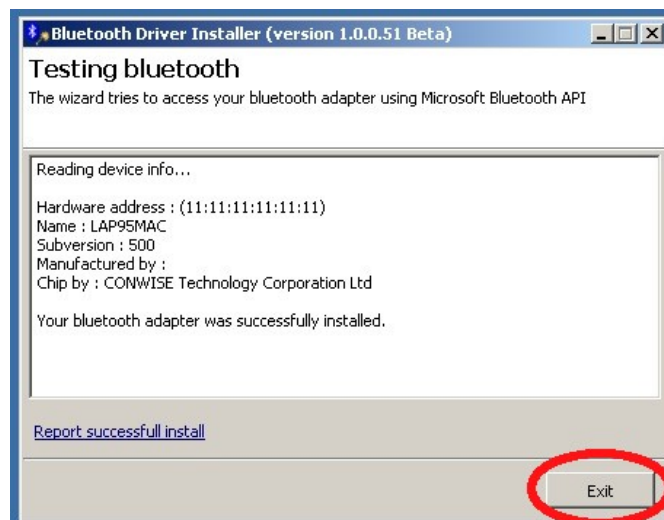 Bluetooth Driver Installer (version 1.0.0.51 Beta)
Testing bluetooth
The wizard tries to access your bluetooth adapter using Microsoft Bluetooth API
Reading device info...
Hardware address : (11:11:11:11:11:11)
Name : LAP95MAC
Subversion : 500
Manufactured by :
Chip by : CONWISE Technology Corporation Ltd
Your bluetooth adapter was successfully installed.
Report successfull install
Exit